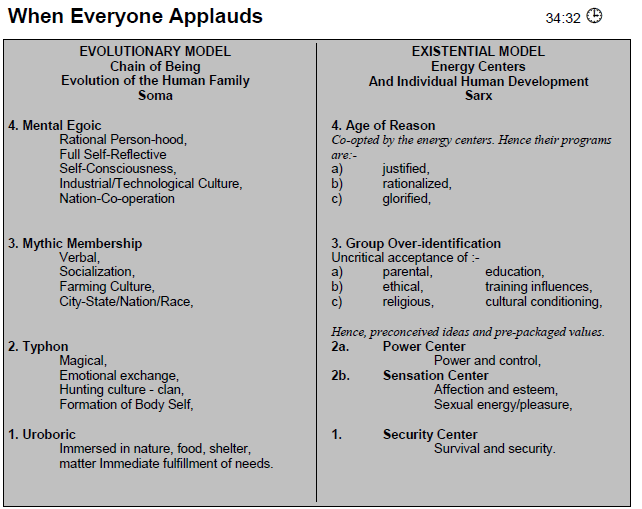 When Everyone Applauds
34:32
EVOLUTIONARY MODEL
Chain of Being
Evolution of the Human Family
Soma
4. Mental Egoic
Rational Person-hood,
Full Self-Reflective
Self-Consciousness,
Industrial/Technological Culture,
Nation-Co-operation
3. Mythic Membership
Verbal,
Socialization,
Farming Culture,
City-State/Nation/Race,
2. Typhon
Magical,
Emotional exchange,
Hunting culture - clan,
Formation of Body Self,
1. Uroboric
Immersed in nature, food, shelter,
matter Immediate fulfillment of needs.
EXISTENTIAL MODEL
Energy Centers
And Individual Human Development
Sarx
4. Age of Reason
Co-opted by the energy centers. Hence their programs
are:-
a) justified,
b) rationalized,
c) glorified,
3. Group Over-identification
Uncritical acceptance of :-
a) parental, education,
b) ethical, training influences,
c) religious, cultural conditioning,
Hence, preconceived ideas and pre-packaged values.
2a. Power Center
Power and control,
2b. Sensation Center
Affection and esteem,
Sexual energy/pleasure,
1. Security Center
Survival and security.